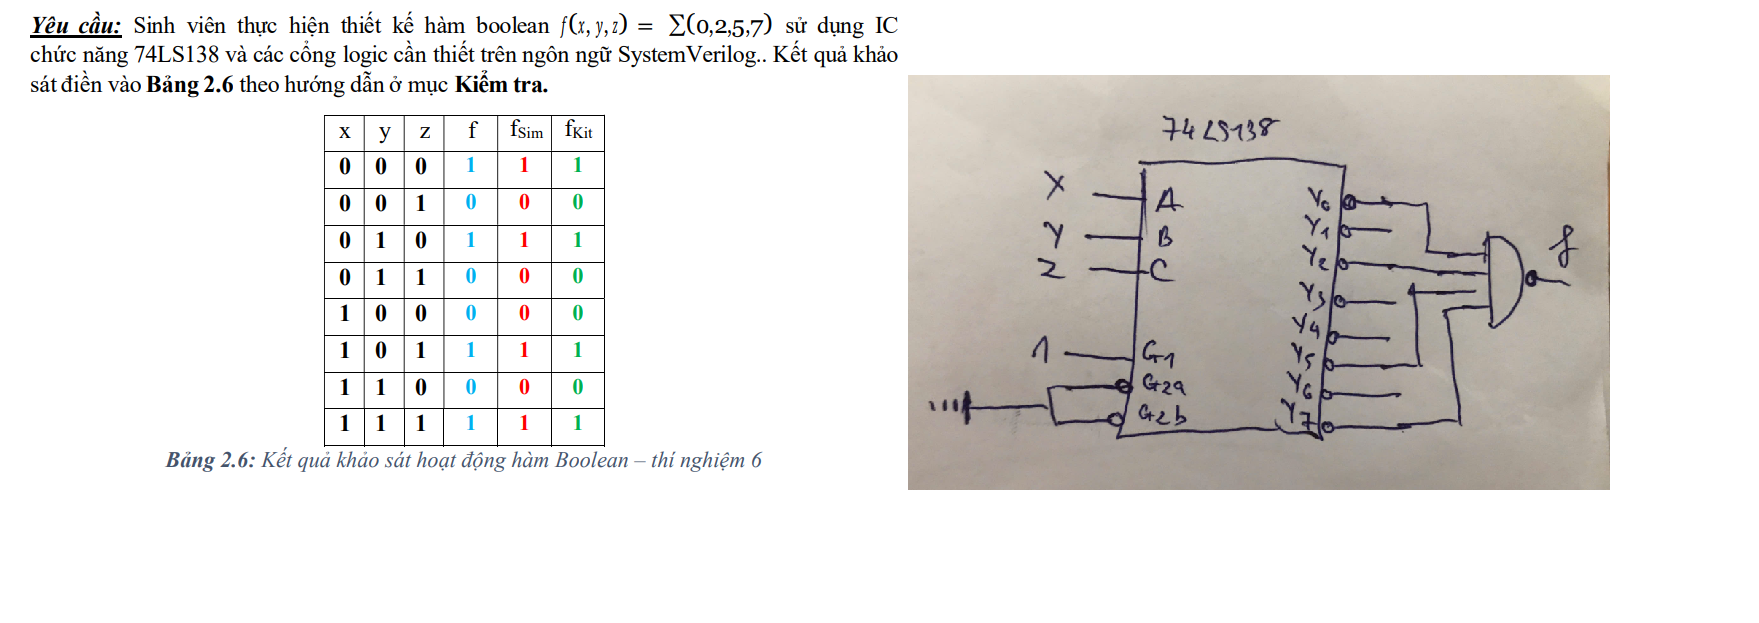 Yêu cầu: Sinh viên thực hiện thiết kế hàm boolean f(x, y, z) = ∑(0,2,5,7) sử dụng IC
chức năng 74LS138 và các cổng logic cần thiết trên ngôn ngữ SystemVerilog.. Kết quả khảo
sát điền vào Bảng 2.6 theo hướng dẫn ở mục Kiểm tra.
x y z f fSim fKit
0 0 0 1 1 1
0 0 1 0 0 0
0 1 0 1 1 1
0 1 1 0 0 0
1 0 0 0 0 0
1 0 1 1 1 1
1 1 0 0 0 0
1 1 1 1 1 1
Bảng 2.6: Kết quả khảo sát hoạt động hàm Boolean – thí nghiệm 6
74LS138
X A Y0
Y1
Y B Y2 f
Z C
Y3
Y4
1 G1 Y5
G2a Y6
G2b Y7